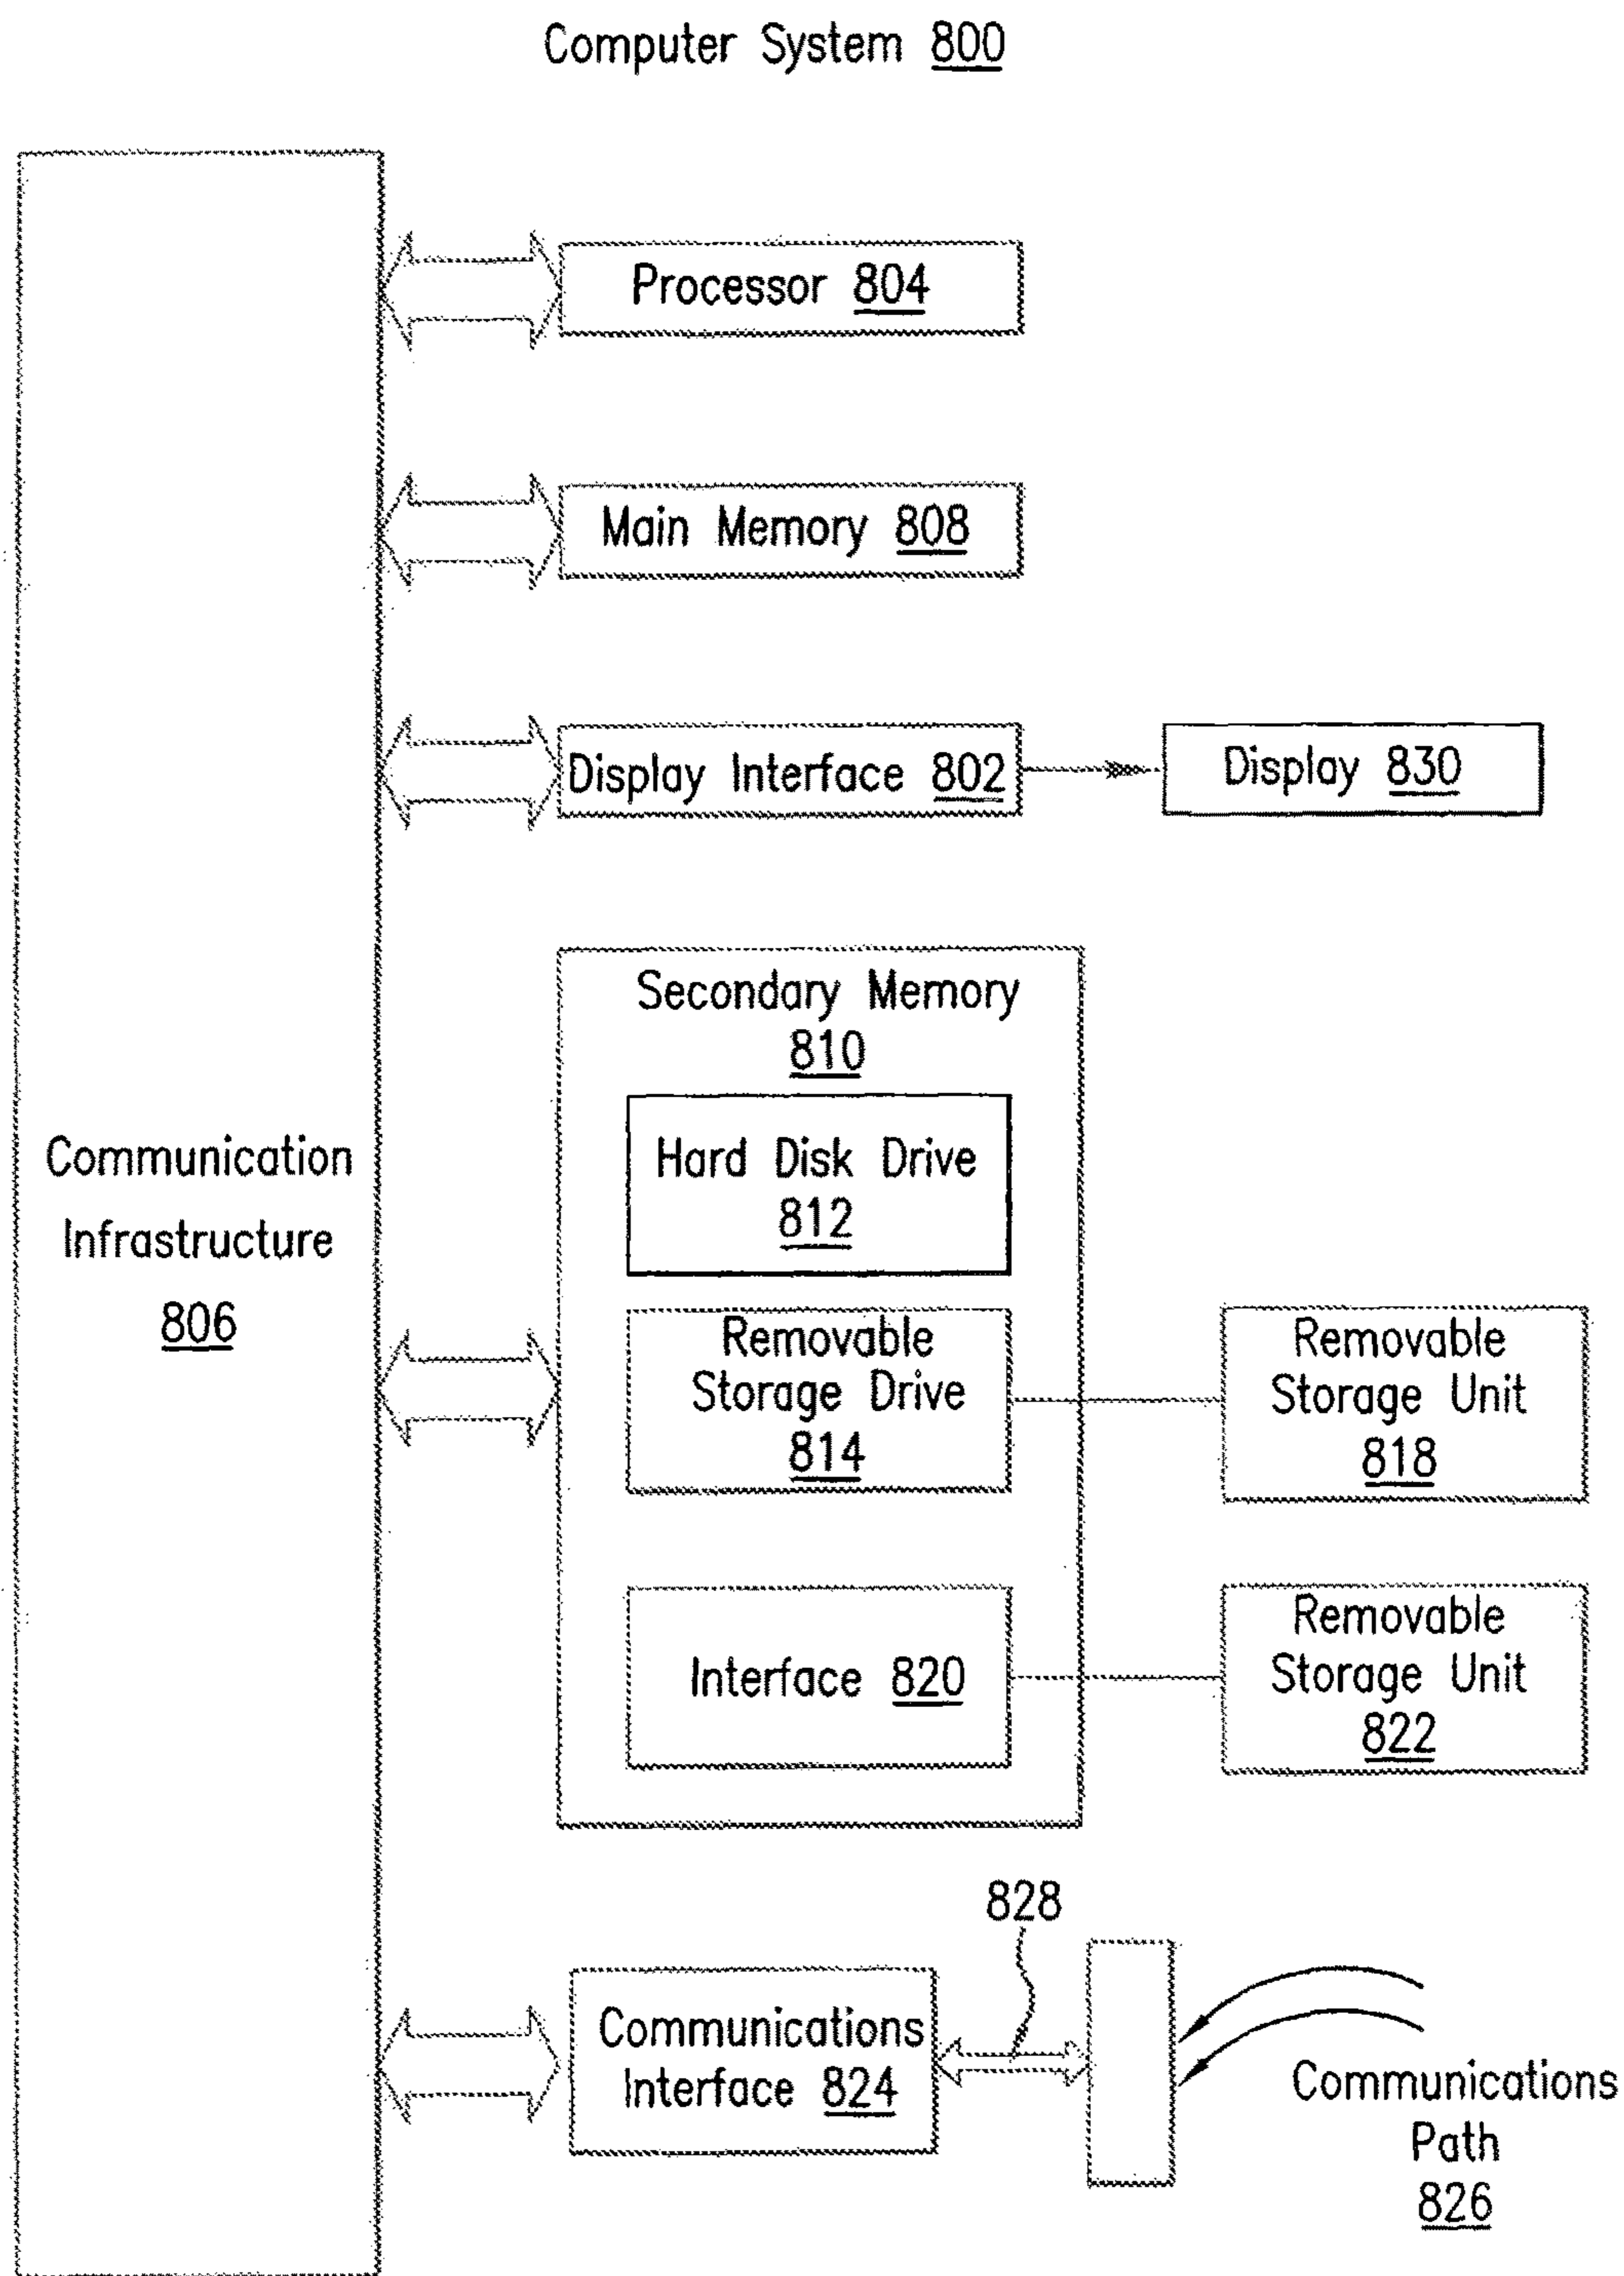 Computer System 800
Processor 804
Main Memory 808
Display Interface 802
Display 830
Secondary Memory
810
Hard Disk Drive
812
Communication
Infrastructure
806
Removable
Storage Drive
814
Removable
Storage Unit
818
Interface 820
Removable
Storage Unit
822
828
Communications
Interface 824
Communications
Path
826